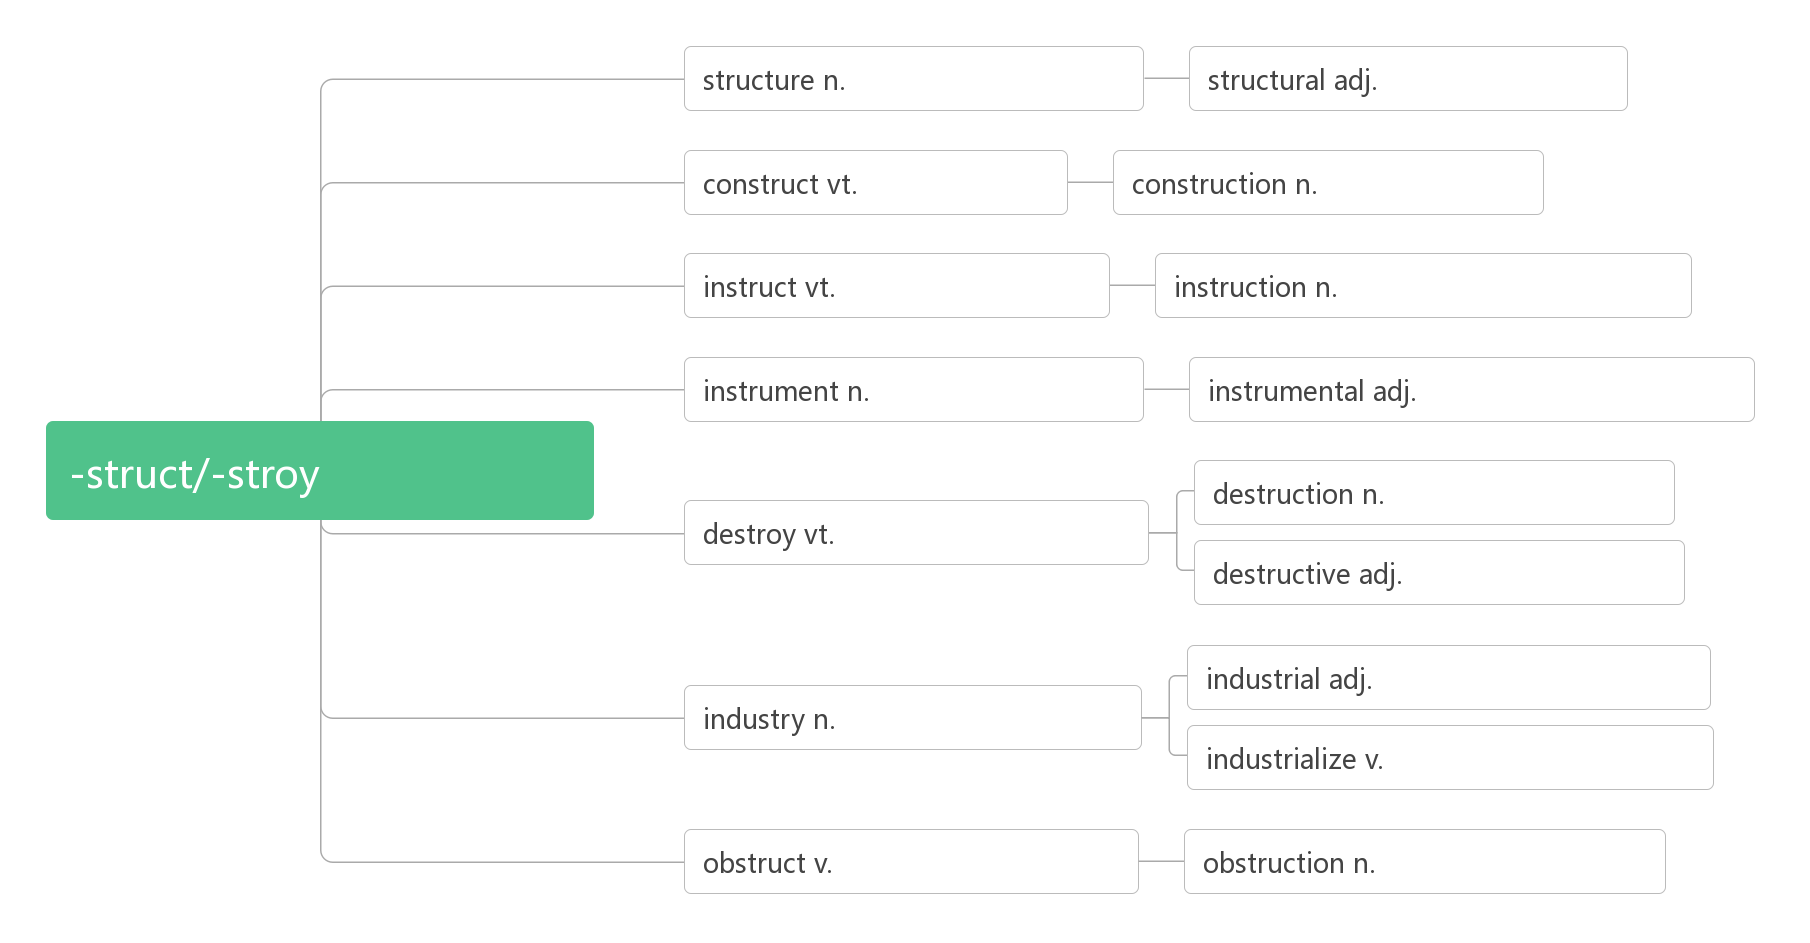 structure n.
structural adj.
construct vt.
construction n.
instruct vt.
instruction n.
instrument n.
instrumental adj.
-struct/-stroy
destroy vt.
destruction n.
destructive adj.
industry n.
industrial adj.
industrialize v.
obstruct v.
obstruction n.